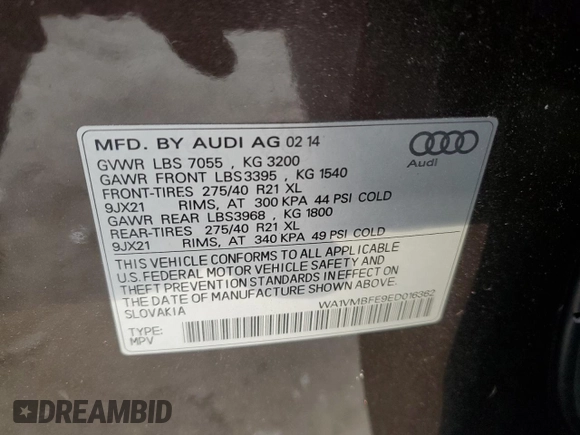 MFD. BY AUDI AG 02 14
GVWR LBS 7055 , KG 3200
GAWR FRONT LBS3395 , KG 1540
FRONT-TIRES 275/40 R21 XL
9JX21 RIMS, AT 300 KPA 44 PSI COLD
GAWR REAR LBS3968 , KG 1800
REAR-TIRES 275/40 R21 XL
9JX21 RIMS, AT 340 KPA 49 PSI COLD
THIS VEHICLE CONFORMS TO ALL APPLICABLE
U.S. FEDERAL MOTOR VEHICLE SAFETY AND
THEFT PREVENTION STANDARDS IN EFFECT ON
THE DATE OF MANUFACTURE SHOWN ABOVE.
SLOVAKIA
WA1VMBFE9ED016362
TYPE:
MPV
Audi
DREAMBID